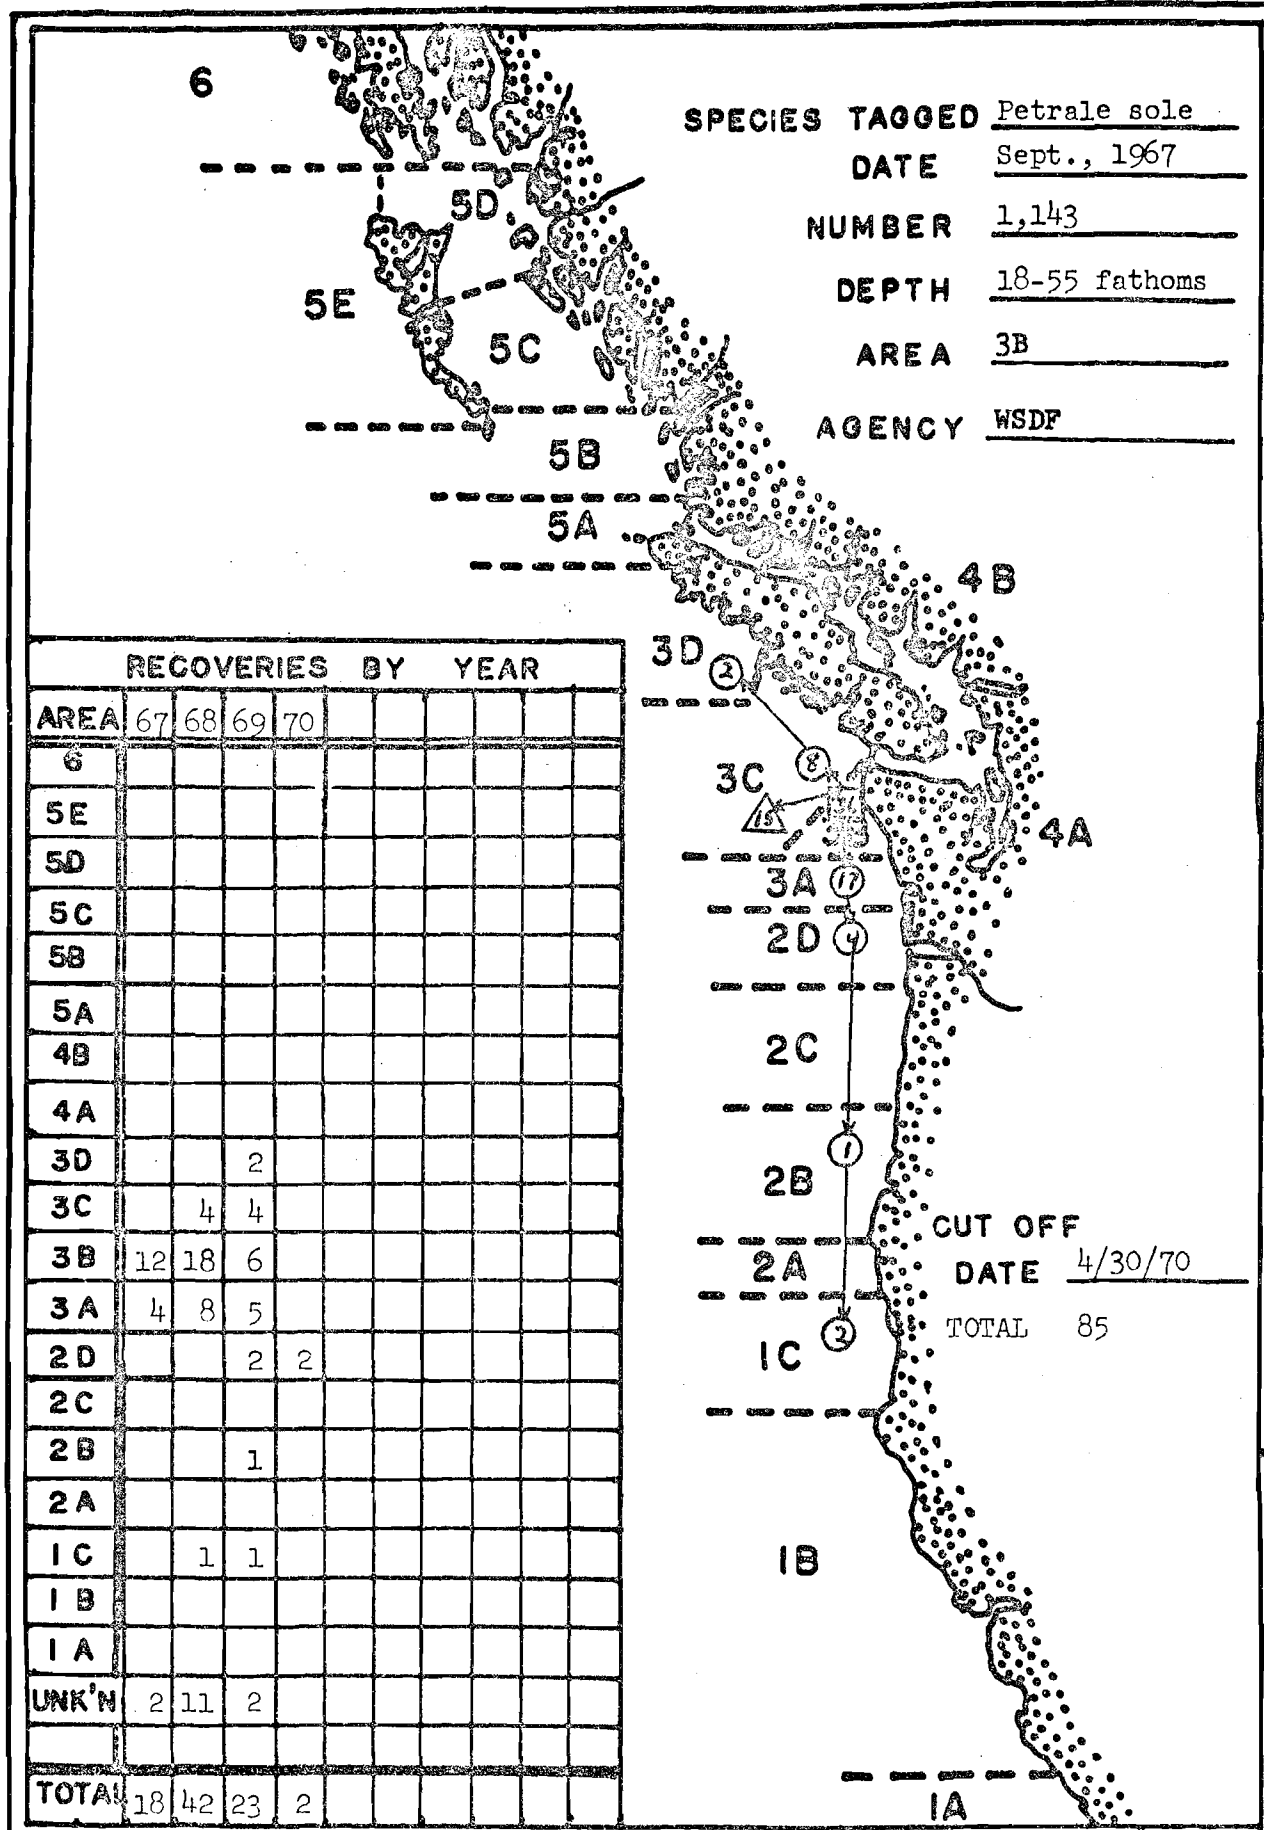 6
SPECIES TAGGED Petrale sole
DATE Sept., 1967
5D
NUMBER 1,143
5E
DEPTH 18-55 fathoms
5C
AREA 3B
AGENCY WSDF
5B
5A
4B
3D 2
8
3C
15
4A
3A 17
2D 4
2C
1
2B
CUT OFF
2A
DATE 4/30/70
2
TOTAL 85
1C
1B
1A
RECOVERIES BY YEAR
AREA 67 68 69 70
6
5E
5D
5C
5B
5A
4B
4A
3D 2
3C 4 4
3B 12 18 6
3A 4 8 5
2D 2 2
2C
2B 1
2A
1C 1 1
1B
1A
UNK'N 2 11 2
TOTAL 18 42 23 2